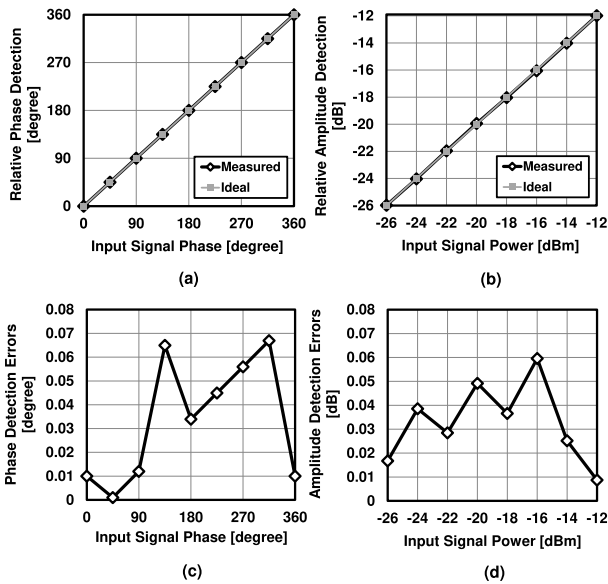 360
270
180
90
0
Relative Phase Detection
[degree]
Measured
Ideal
0 90 180 270 360
Input Signal Phase [degree]
(a)
-12
-14
-16
-18
-20
-22
-24
-26
Relative Amplitude Detection
[dB]
Measured
Ideal
-26 -24 -22 -20 -18 -16 -14 -12
Input Signal Power [dBm]
(b)
0.08
0.07
0.06
0.05
0.04
0.03
0.02
0.01
0
Phase Detection Errors
[degree]
0 90 180 270 360
Input Signal Phase [degree]
(c)
0.08
0.07
0.06
0.05
0.04
0.03
0.02
0.01
0
Amplitude Detection Errors
[dB]
-26 -24 -22 -20 -18 -16 -14 -12
Input Signal Power [dBm]
(d)